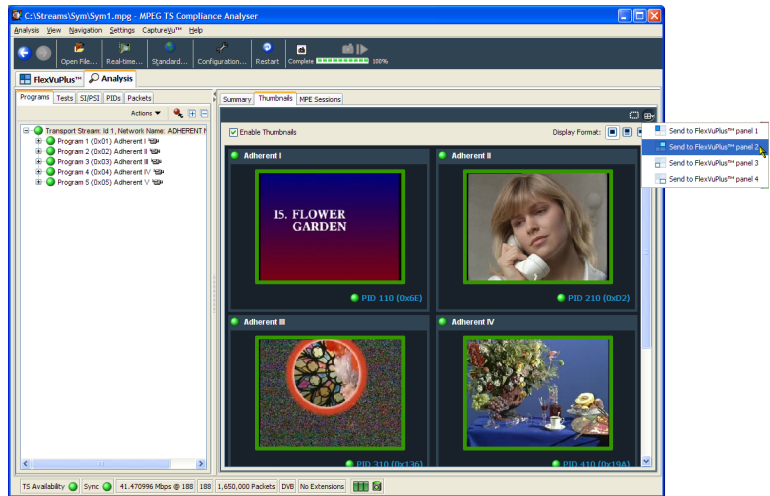 C:\Streams\Sym\Sym1.mpg - MPEG TS Compliance Analyser
Analysis View Navigation Settings CaptureVu™ Help
Open File... Real-time... Standard... Configuration... Restart Complete 100%
FlexVuPlus™ Analysis
Programs Tests SI/PSI PIDs Packets
Summary Thumbnails MPE Sessions
Actions
Transport Stream: Id 1, Network Name: ADHERENT
Program 1 (0x01) Adherent I
Program 2 (0x02) Adherent II
Program 3 (0x03) Adherent III
Program 4 (0x04) Adherent IV
Program 5 (0x05) Adherent V
Enable Thumbnails
Display Format:
Send to FlexVuPlus™ panel 1
Send to FlexVuPlus™ panel 2
Send to FlexVuPlus™ panel 3
Send to FlexVuPlus™ panel 4
Adherent I
15. FLOWER
GARDEN
PID 110 (0x6E)
Adherent II
PID 210 (0xD2)
Adherent III
PID 310 (0x136)
Adherent IV
PID 410 (0x19A)
TS Availability Sync 41.470996 Mbps @ 188 188 1,650,000 Packets DVB No Extensions